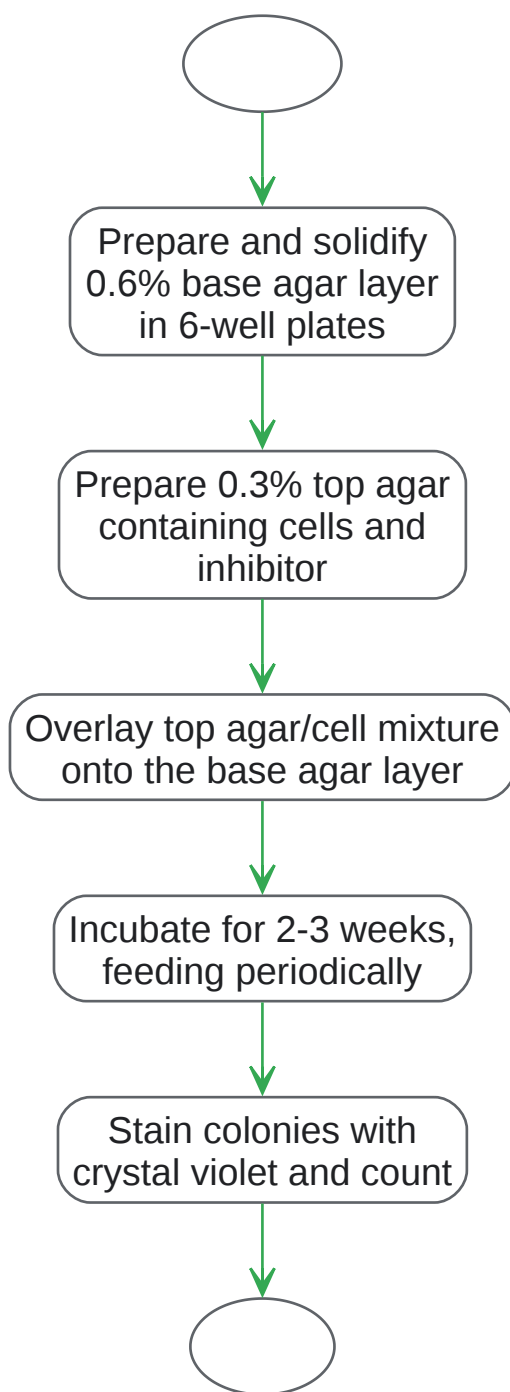 Prepare and solidify
0.6% base agar layer
in 6-well plates
Prepare 0.3% top agar
containing cells and
inhibitor
Overlay top agar/cell mixture
onto the base agar layer
Incubate for 2-3 weeks,
feeding periodically
Stain colonies with
crystal violet and count